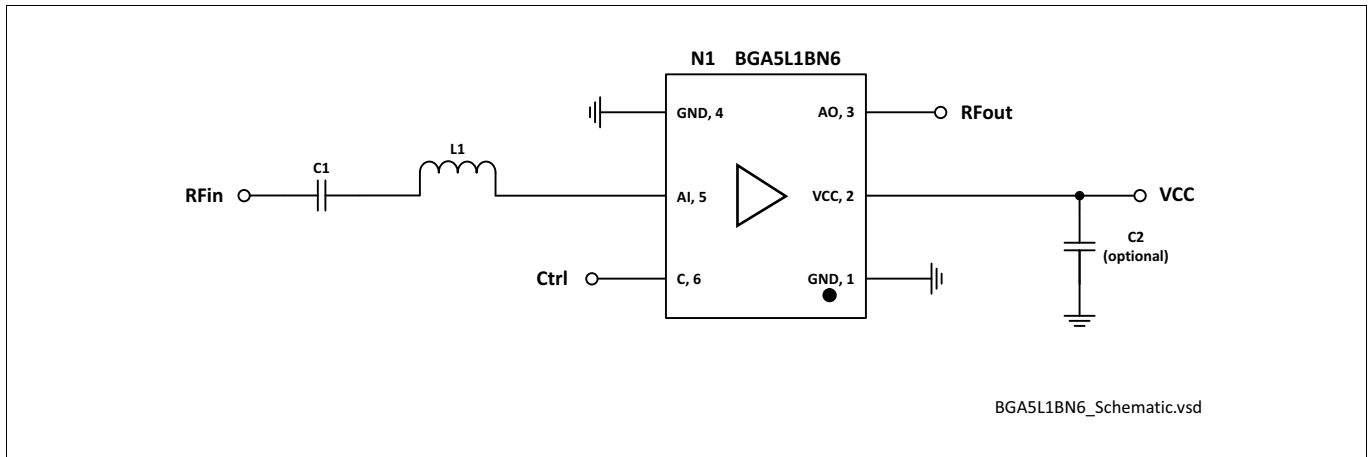 N1 BGA5L1BN6
GND, 4
AO, 3
RFout
C1
L1
RFin
AI, 5
VCC, 2
VCC
C2
(optional)
Ctrl
C, 6
GND, 1
BGA5L1BN6_Schematic.vsd